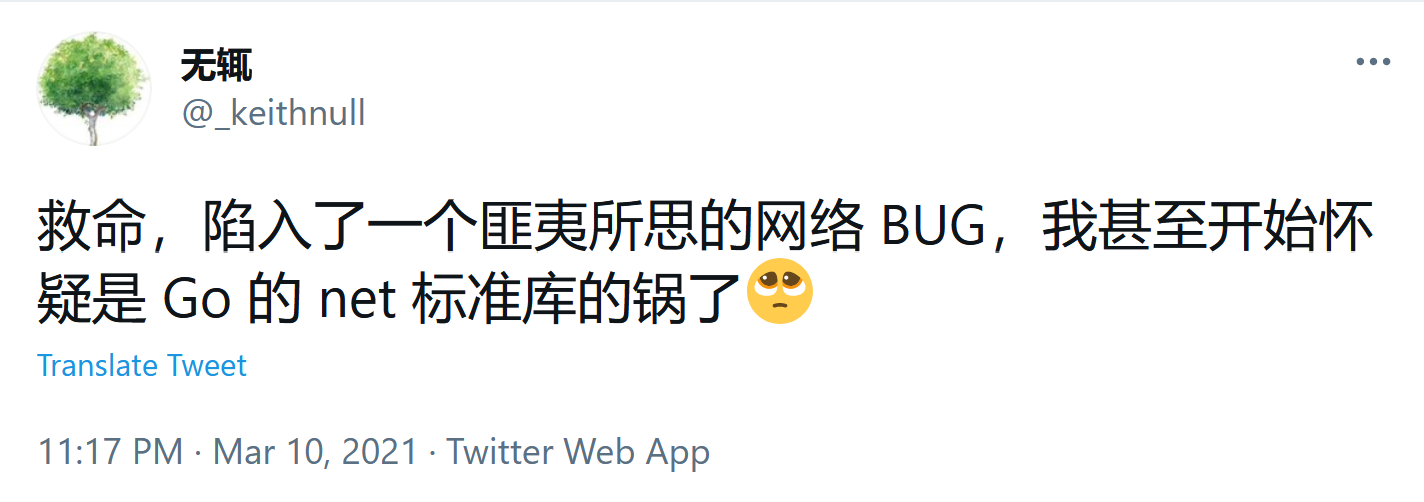 无辄
@_keithnull
救命，陷入了一个匪夷所思的网络 BUG，我甚至开始怀
疑是 Go 的 net 标准库的锅了🥺
Translate Tweet
11:17 PM · Mar 10, 2021 · Twitter Web App